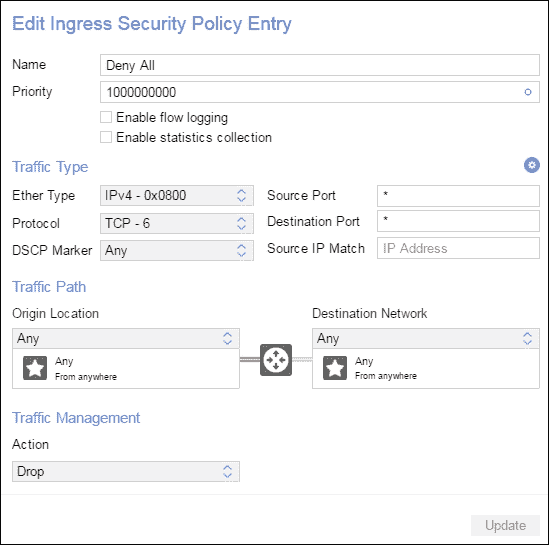 Edit Ingress Security Policy Entry
Name Deny All
Priority 1000000000
Enable flow logging
Enable statistics collection
Traffic Type
Ether Type IPv4 - 0x0800 Source Port *
Protocol TCP - 6 Destination Port *
DSCP Marker Any Source IP Match IP Address
Traffic Path
Origin Location Destination Network
Any Any
Any Any
From anywhere From anywhere
Traffic Management
Action
Drop
Update